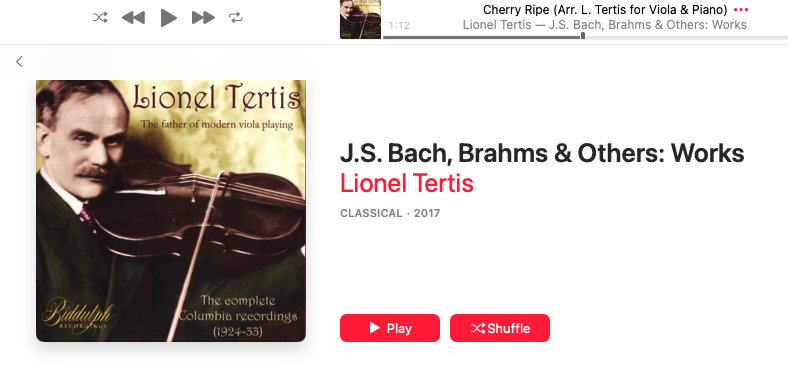 Cherry Ripe (Arr. L. Tertis for Viola & Piano)
1:12
Lionel Tertis — J.S. Bach, Brahms & Others: Works
Lionel Tertis
The father of modern viola playing
Biddulph
RECORDINGS
The complete
Columbia recordings
(1924-33)
J.S. Bach, Brahms & Others: Works
Lionel Tertis
CLASSICAL · 2017
Play
Shuffle